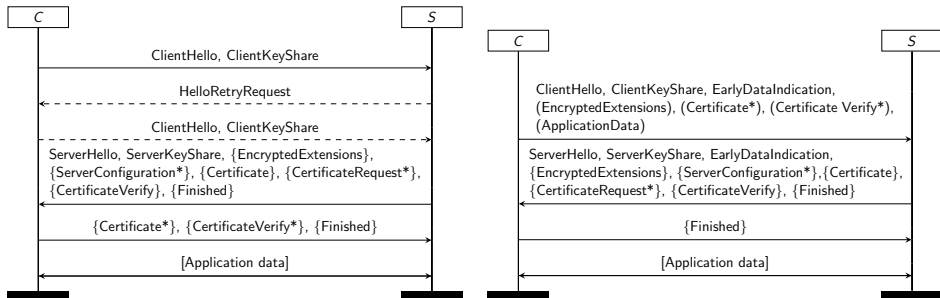 C
S
ClientHello, ClientKeyShare
HelloRetryRequest
ClientHello, ClientKeyShare
ServerHello, ServerKeyShare, {EncryptedExtensions},
{ServerConfiguration*}, {Certificate}, {CertificateRequest*},
{CertificateVerify}, {Finished}
{Certificate*}, {CertificateVerify*}, {Finished}
[Application data]
C
S
ClientHello, ClientKeyShare, EarlyDataIndication,
(EncryptedExtensions), (Certificate*), (Certificate Verify*),
(ApplicationData)
ServerHello, ServerKeyShare, EarlyDataIndication,
{EncryptedExtensions}, {ServerConfiguration*},{Certificate},
{CertificateRequest*}, {CertificateVerify}, {Finished}
{Finished}
[Application data]